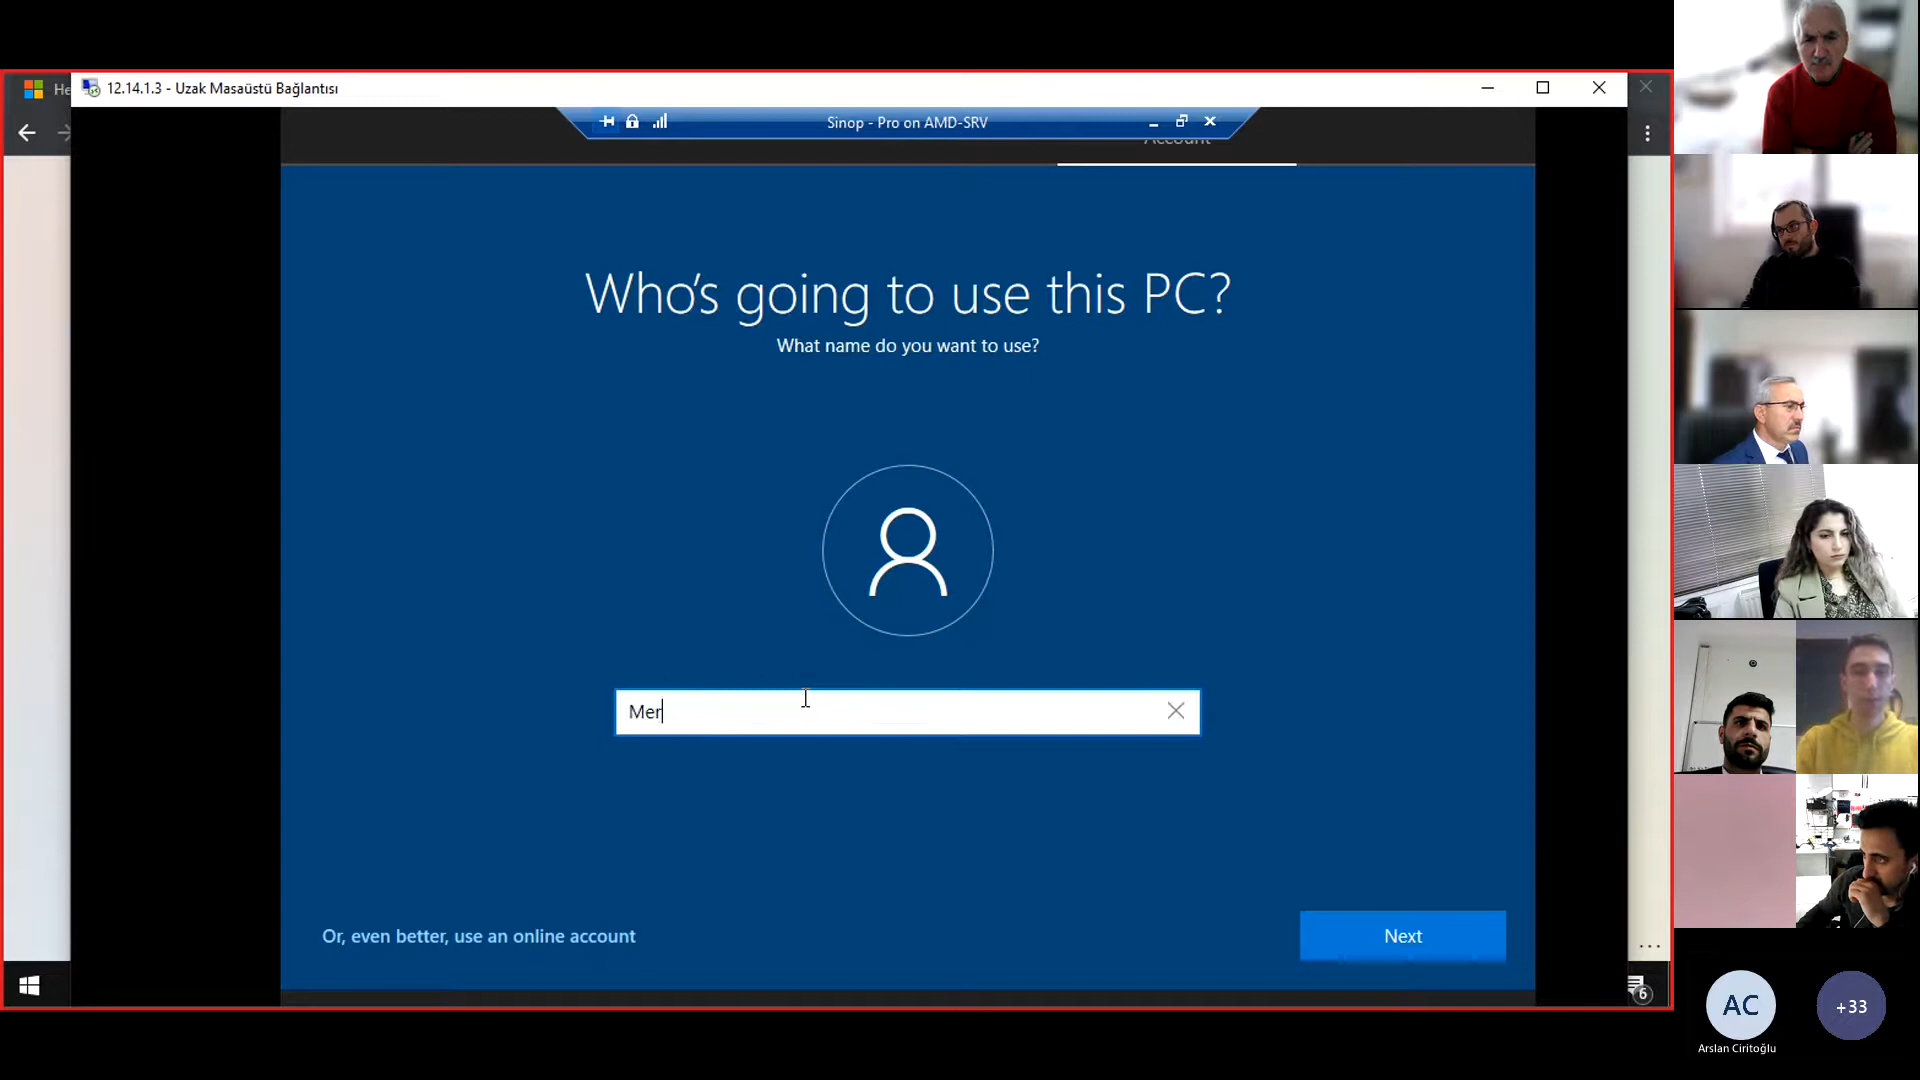 He
12.14.1.3 - Uzak Masaüstü Bağlantısı
Sinop - Pro on AMD-SRV
Account
Who's going to use this PC?
What name do you want to use?
Mer
Or, even better, use an online account
Next
6
AC
+33
Arslan Ciritoğlu